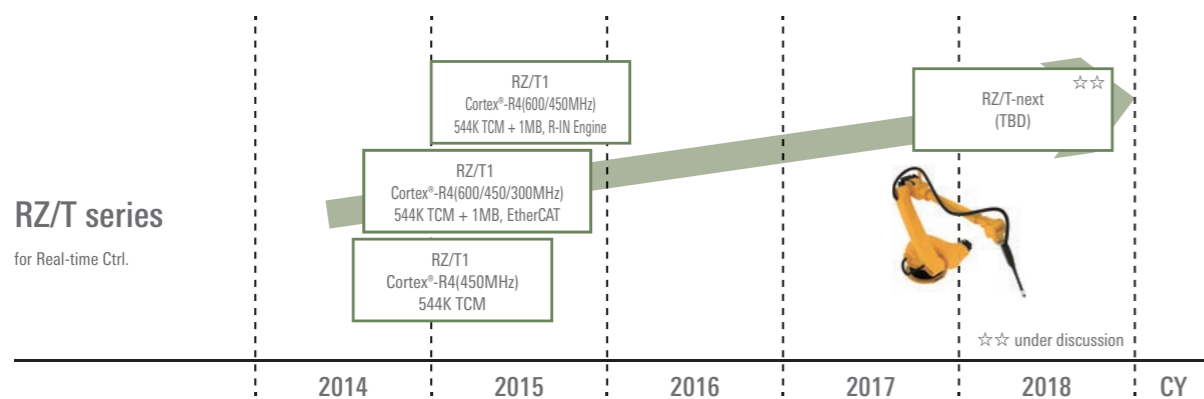 RZ/T1
Cortex®-R4(600/450MHz)
544K TCM + 1MB, R-IN Engine
☆☆
RZ/T-next
(TBD)
RZ/T1
Cortex®-R4(600/450/300MHz)
544K TCM + 1MB, EtherCAT
RZ/T series
for Real-time Ctrl.
RZ/T1
Cortex®-R4(450MHz)
544K TCM
☆☆ under discussion
2014 2015 2016 2017 2018 CY